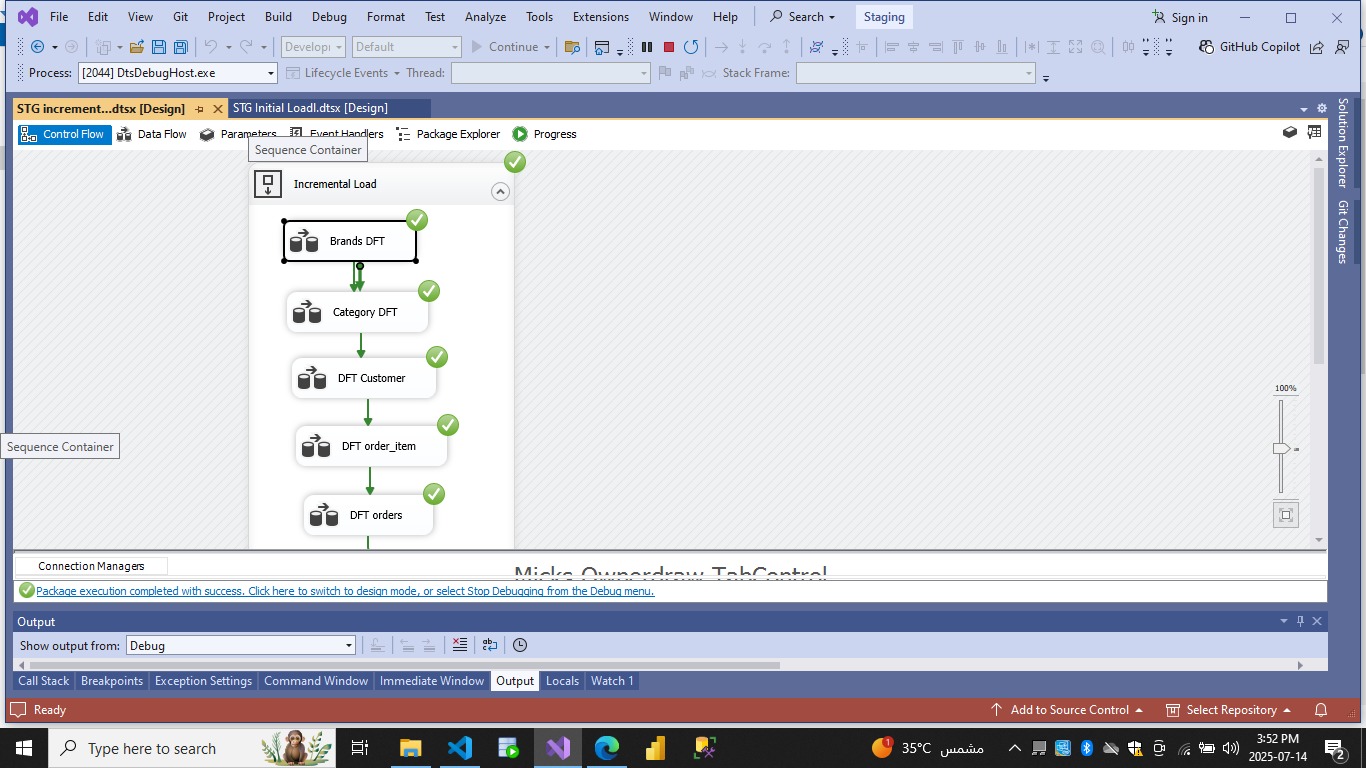 File Edit View Git Project Build Debug Format Test Analyze Tools Extensions Window Help Search Staging Sign in
Developi Default Continue GitHub Copilot
Process: [2044] DtsDebugHost.exe Lifecycle Events Thread: Stack Frame:
STG increment...dtsx [Design] STG Initial Loadl.dtsx [Design]
Control Flow Data Flow Parameters Event Handlers Package Explorer Progress
Sequence Container
Incremental Load
Brands DFT
Category DFT
DFT Customer
DFT order_item
DFT orders
Sequence Container
100%
Solution Explorer
Git Changes
Connection Managers
Micks Ownerdraw TabControl
Package execution completed with success. Click here to switch to design mode, or select Stop Debugging from the Debug menu.
Output
Show output from: Debug
Call Stack Breakpoints Exception Settings Command Window Immediate Window Output Locals Watch 1
Ready Add to Source Control Select Repository
Type here to search 1 35°C مشمس 3:52 PM
2025-07-14 2